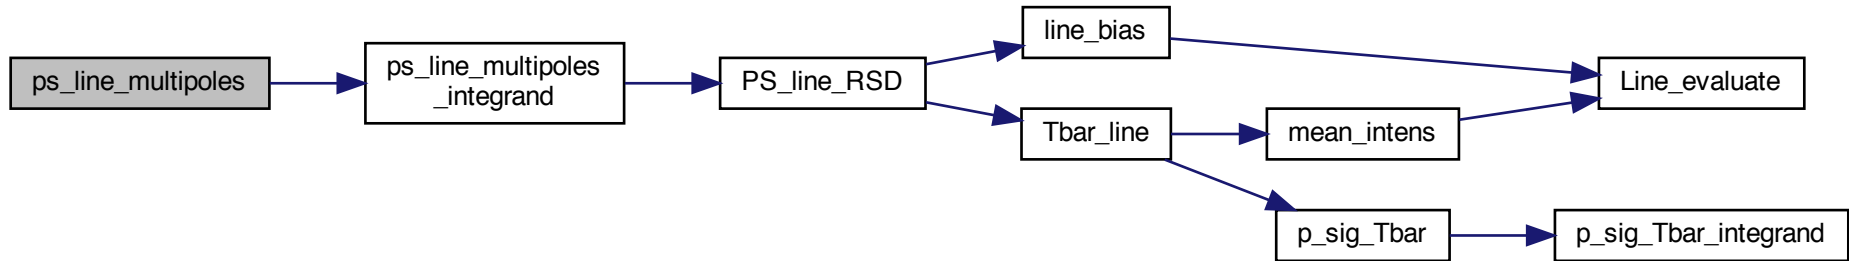 ps_line_multipoles
ps_line_multipoles
_integrand
PS_line_RSD
line_bias
Tbar_line
mean_intens
Line_evaluate
p_sig_Tbar
p_sig_Tbar_integrand